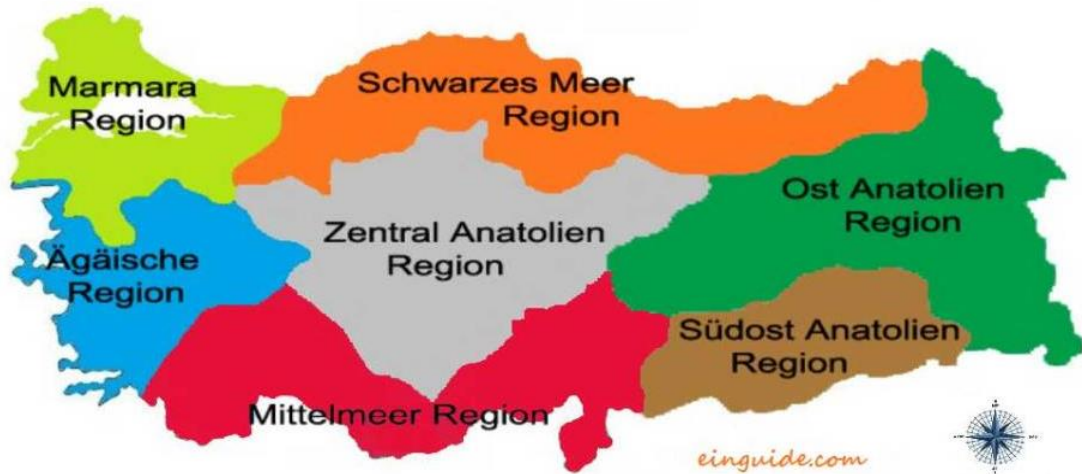 Marmara
Region
Schwarzes Meer
Region
Ost Anatolien
Region
Zentral Anatolien
Region
Ägäische
Region
Südost Anatolien
Region
Mittelmeer Region
einguide.com